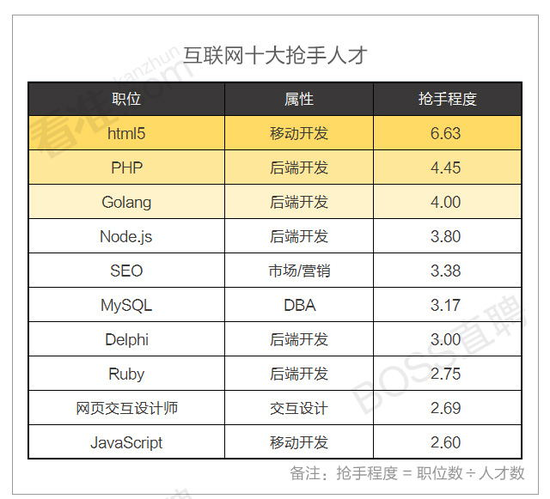 互联网十大抢手人才
职位 属性 抢手程度
html5 移动开发 6.63
PHP 后端开发 4.45
Golang 后端开发 4.00
Node.js 后端开发 3.80
SEO 市场/营销 3.38
MySQL DBA 3.17
Delphi 后端开发 3.00
Ruby 后端开发 2.75
网页交互设计师 交互设计 2.69
JavaScript 移动开发 2.60
备注：抢手程度 = 职位数 ÷ 人才数
看准
kanzhun
.com
BOSS直聘